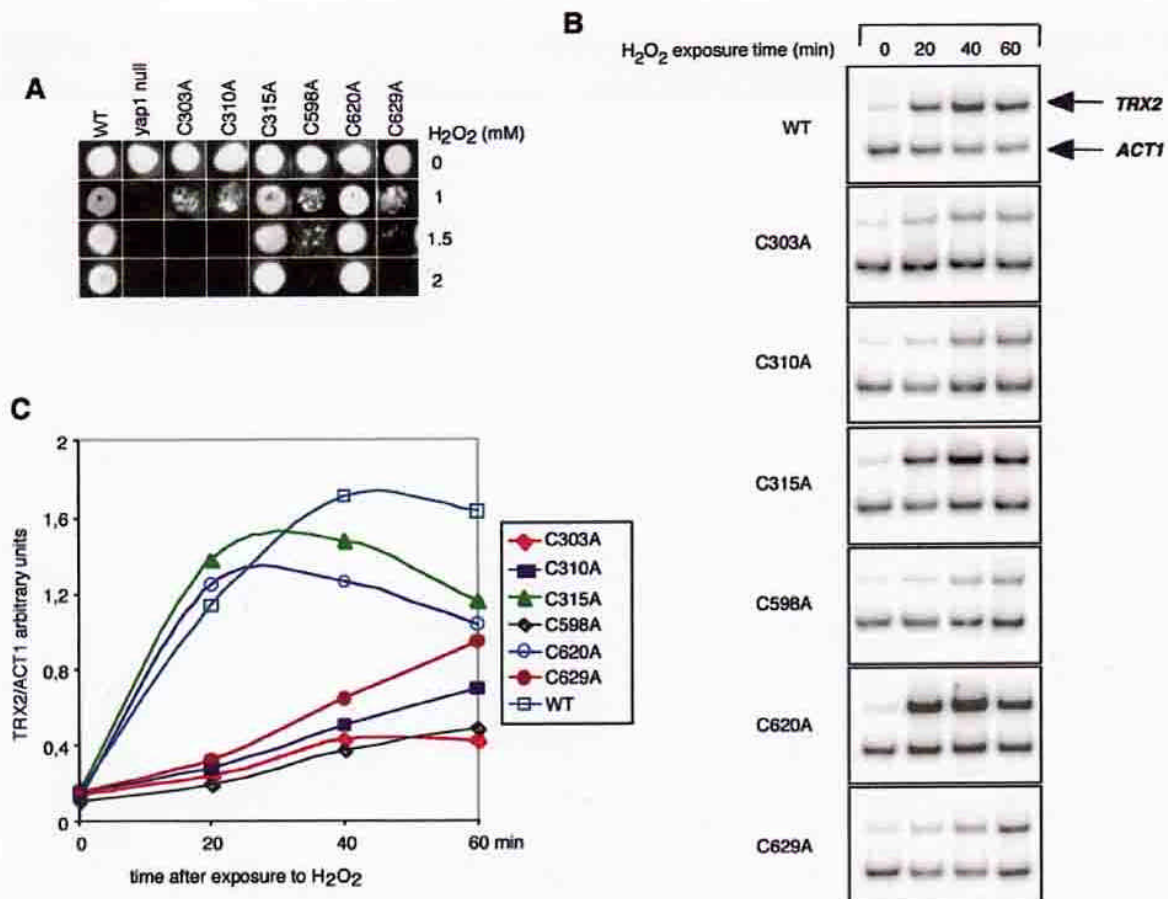 A
WT
yap1 null
C303A
C310A
C315A
C598A
C620A
C629A
H2O2 (mM)
0
1
1.5
2
B
H2O2 exposure time (min)
0 20 40 60
WT
TRX2
ACT1
C303A
C310A
C315A
C598A
C620A
C629A
C
TRX2/ACT1 arbitrary units
2
1,6
1,2
0,8
0,4
0
0 20 40 60 min
time after exposure to H2O2
C303A
C310A
C315A
C598A
C620A
C629A
WT